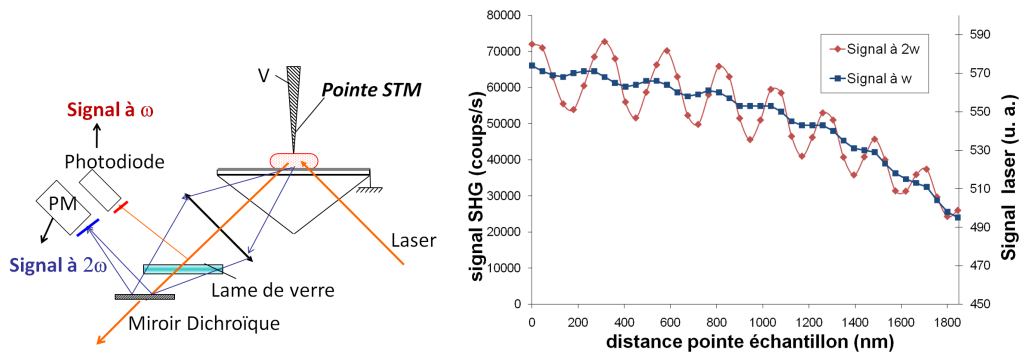 V
Pointe STM
Signal à ω
Photodiode
PM
Signal à 2ω
Laser
Lame de verre
Miroir Dichroïque
signal SHG (coups/s)
80000
70000
60000
50000
40000
30000
20000
10000
0
Signal à 2w
Signal à w
590
570
550
530
510
490
470
450
Signal laser (u. a.)
0 200 400 600 800 1000 1200 1400 1600 1800
distance pointe échantillon (nm)